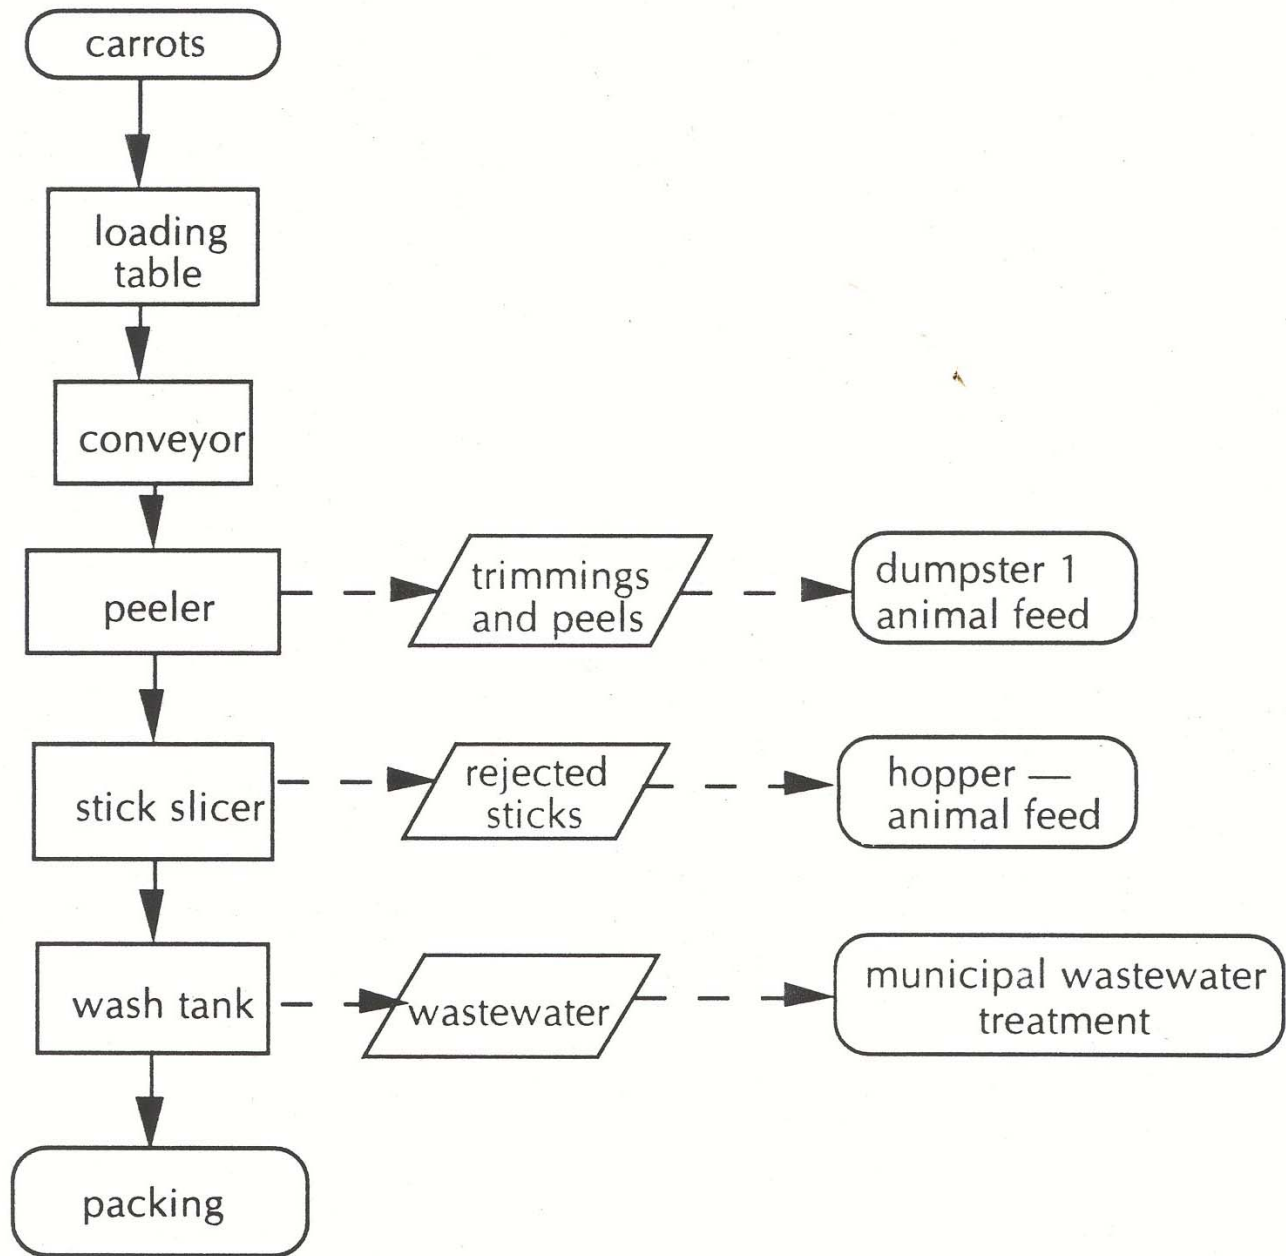 carrots
loading
table
conveyor
peeler
trimmings
and peels
dumpster 1
animal feed
stick slicer
rejected
sticks
hopper —
animal feed
wash tank
wastewater
municipal wastewater
treatment
packing